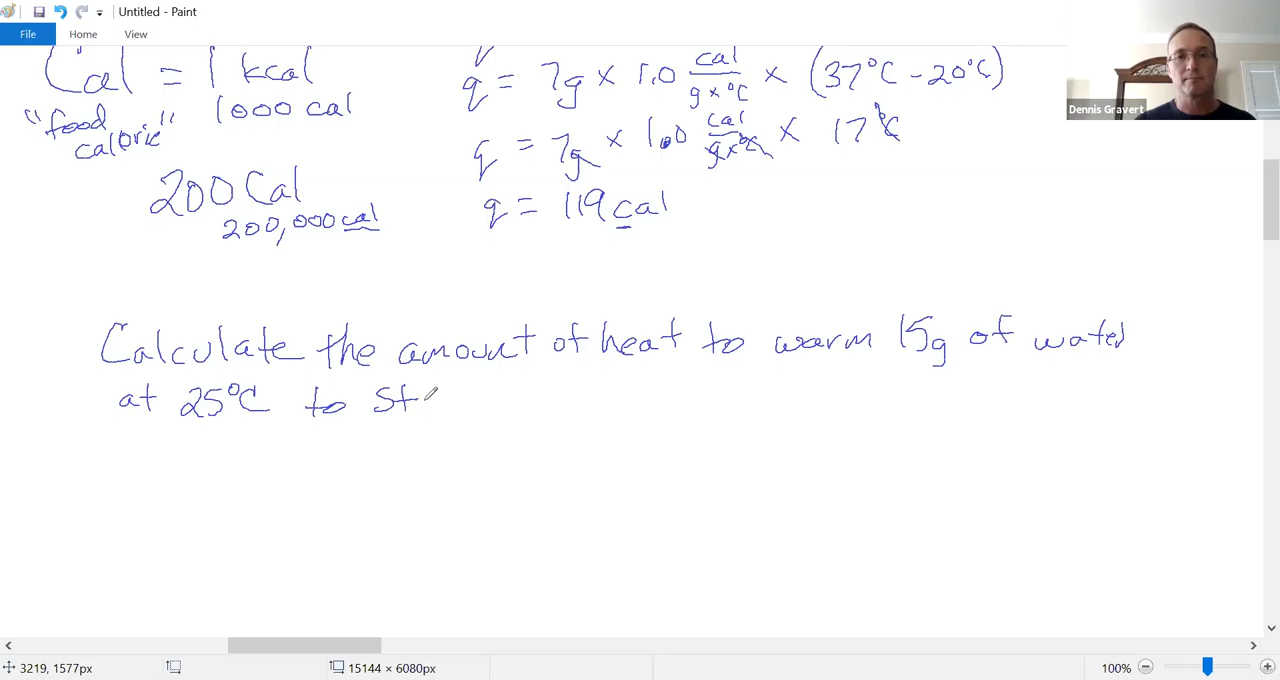 Untitled - Paint
File Home View
Cal = 1 kcal
"food calorie" 1000 cal
200 Cal
200,000 cal
q = 7g x 1.0 cal/g x °C x (37°C - 20°C)
q = 7g x 1.00 cal/g x °C x 17°C
q = 119 cal
Dennis Gravert
Calculate the amount of heat to warm 15g of water
at 25°C to St
3219, 1577px
15144 × 6080px
100%